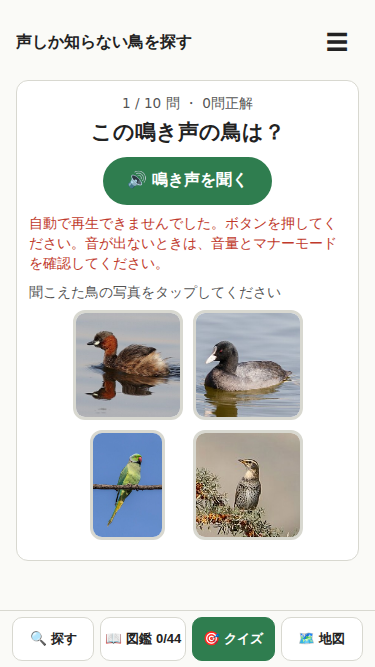 声しか知らない鳥を探す
☰
1 / 10 問 ・ 0問正解
この鳴き声の鳥は？
🔊 鳴き声を聞く
自動で再生できませんでした。ボタンを押してく
ださい。音が出ないときは、音量とマナーモード
を確認してください。
聞こえた鳥の写真をタップしてください
🔍 探す
📖 図鑑 0/44
🎯 クイズ
🗺️ 地図